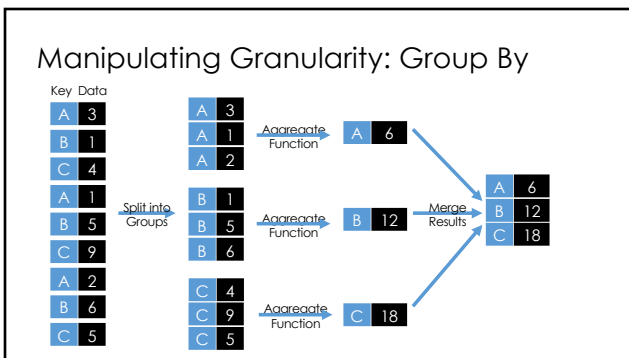 Manipulating Granularity: Group By
Key Data
A 3
B 1
C 4
A 1
B 5
C 9
A 2
B 6
C 5
Split into
Groups
A 3
A 1
A 2
B 1
B 5
B 6
C 4
C 9
C 5
Aggregate
Function
Aggregate
Function
Aggregate
Function
A 6
B 12
C 18
Merge
Results
A 6
B 12
C 18